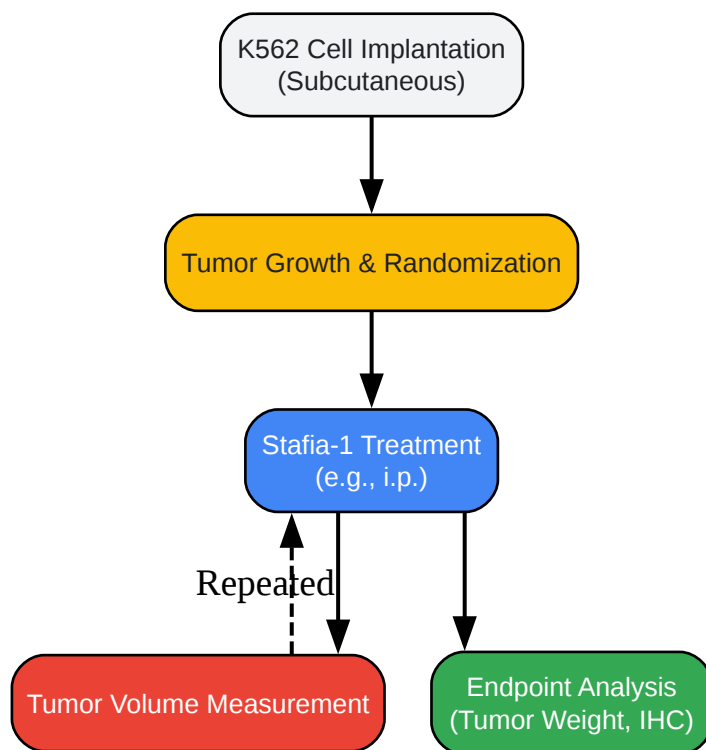 K562 Cell Implantation
(Subcutaneous)
Tumor Growth & Randomization
Stafia-1 Treatment
(e.g., i.p.)
Repeated
Tumor Volume Measurement
Endpoint Analysis
(Tumor Weight, IHC)